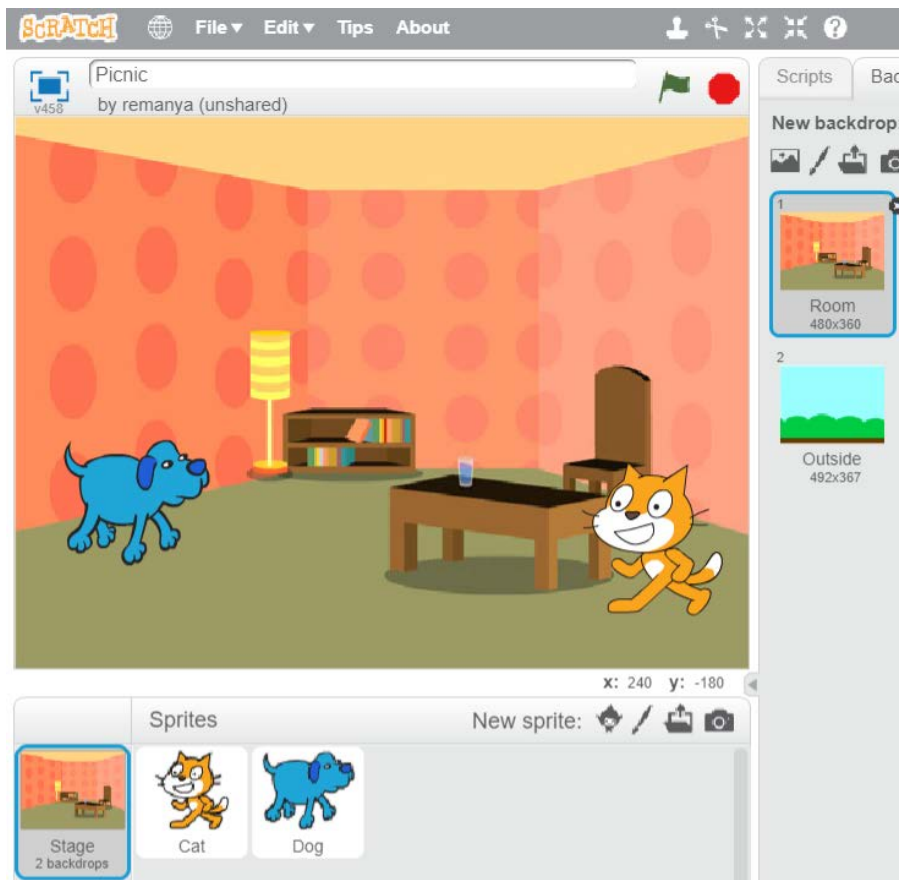 SCRATCH File Edit Tips About
Picnic
v458
by remanya (unshared)
Scripts
New backdrop
1
Room
480x360
2
Outside
492x367
x: 240 y: -180
Sprites New sprite:
Stage
2 backdrops
Cat
Dog